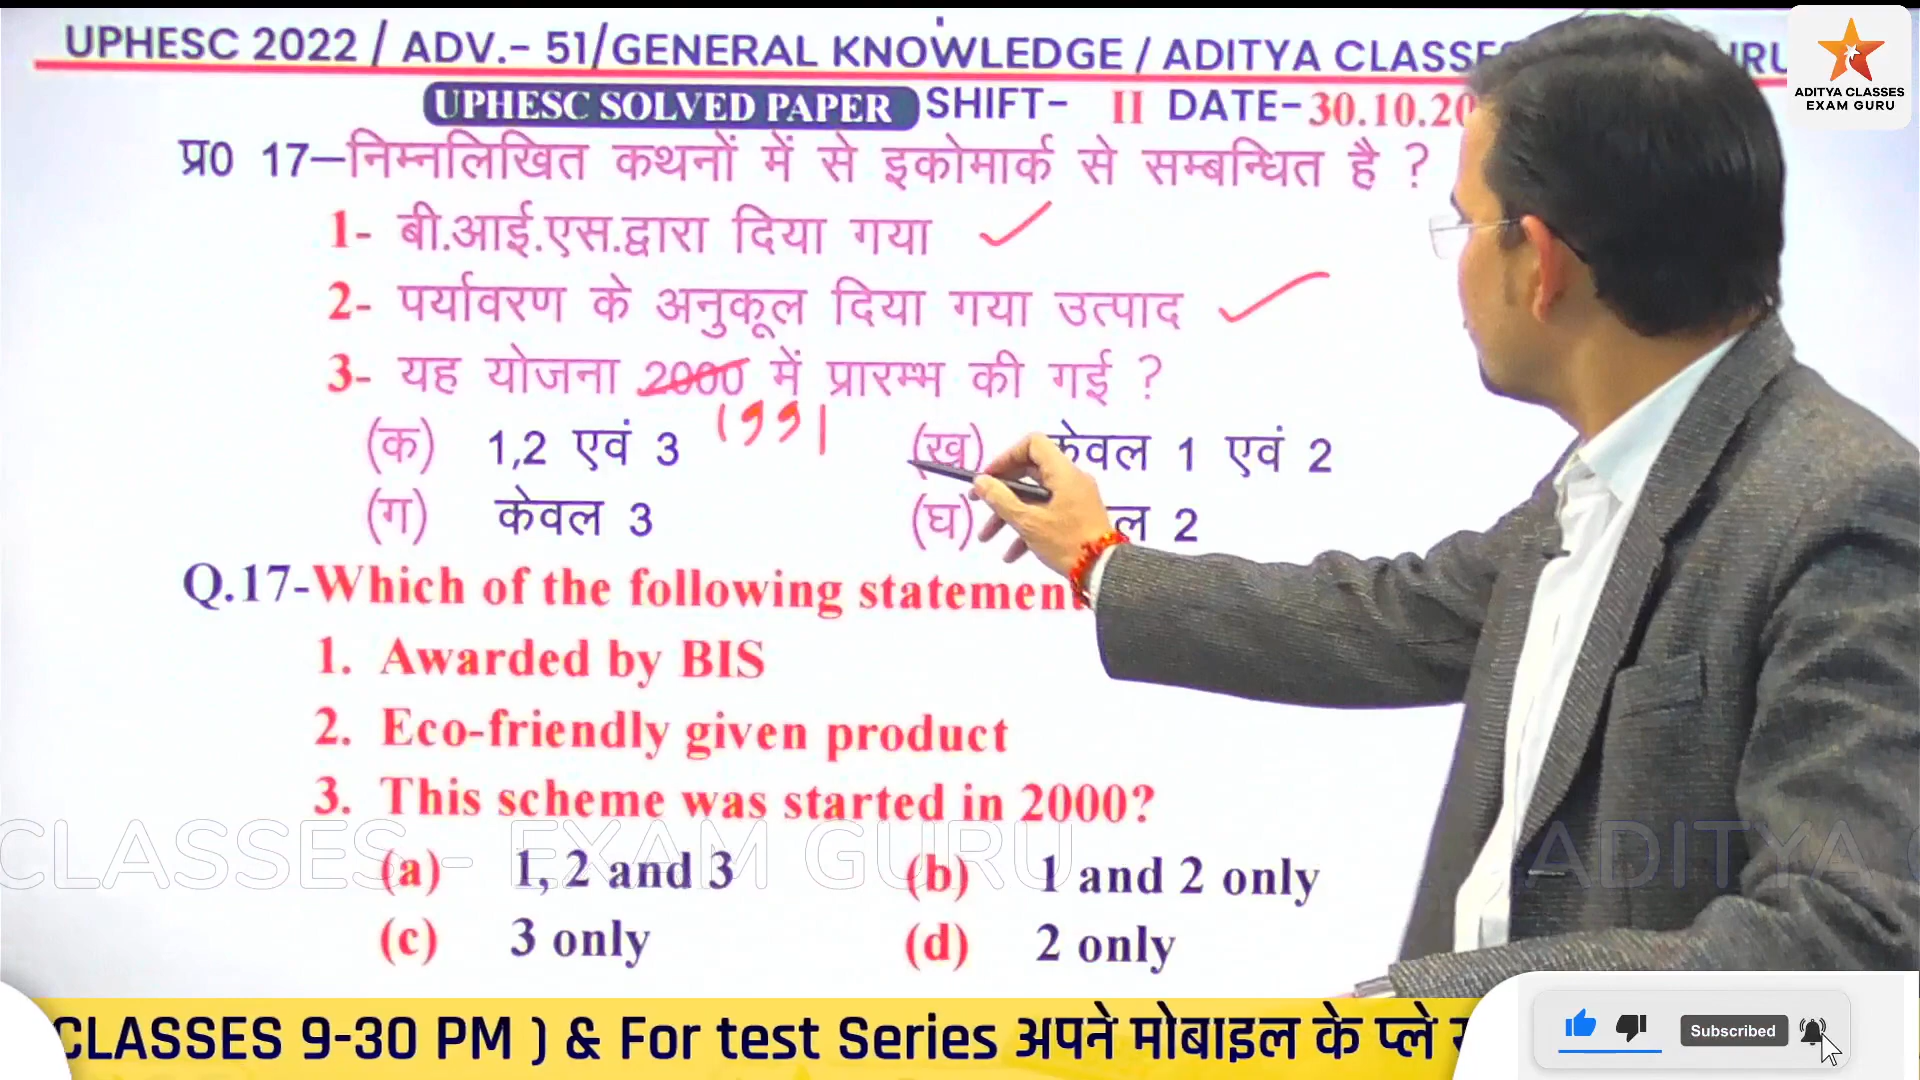 UPHESC 2022 / ADV.- 51/GENERAL KNOWLEDGE / ADITYA CLASSES
ADITYA CLASSES
EXAM GURU
UPHESC SOLVED PAPER SHIFT- II DATE-30.10.20
प्र0 17–निम्नलिखित कथनों में से इकोमार्क से सम्बन्धित है ?
1- बी.आई.एस.द्वारा दिया गया
2- पर्यावरण के अनुकूल दिया गया उत्पाद
3- यह योजना 2000 में प्रारम्भ की गई ?
1991
(क) 1,2 एवं 3 (ख) केवल 1 एवं 2
(ग) केवल 3 (घ) ल 2
Q.17-Which of the following statement
1. Awarded by BIS
2. Eco-friendly given product
3. This scheme was started in 2000?
CLASSES - EXAM GURU ADITYA C
(a) 1, 2 and 3 (b) 1 and 2 only
(c) 3 only (d) 2 only
CLASSES 9-30 PM ) & For test Series अपने मोबाइल के प्ले
Subscribed